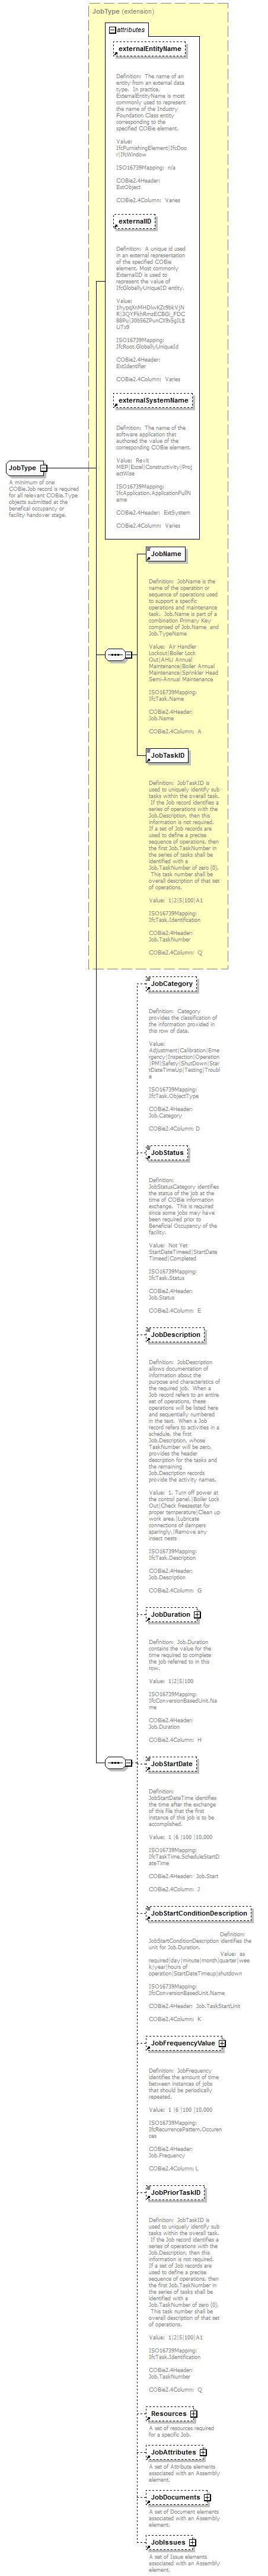 JobType (extension)
attributes
externalEntityName
Definition: The name of an
entity from an external data
type. In practice,
ExternalEntityName is most
commonly used to represent
the name of the Industry
Foundation Class entity
corresponding to the
specified COBie element.
Value:
IfcFurnishingElement|IfcDoo
r|IfcWindow
ISO16739Mapping: n/a
COBie2.4Header:
ExtObject
COBie2.4Column: Varies
externalID
Definition: A unique id used
in an external representation
of the specified COBie
element. Most commonly
ExternalID is used to
represent the value of
IfcGloballyUniqueID entity.
Value:
ISO16739Mapping:
IfcRoot.GloballyUniqueId
COBie2.4Header:
ExtIdentifier
COBie2.4Column: Varies
externalSystemName
Definition: The name of the
software application that
authored the value of the
corresponding COBie element.
Value: Revit
MEP|Excel|Constructivity|Proj
ectWise
ISO16739Mapping:
IfcApplication.ApplicationFullN
ame
COBie2.4Header: ExtSystem
COBie2.4Column: Varies
JobType
A minimum of one
COBie.Job record is required
for all relevant COBie.Type
objects submitted at the
beneficial occupancy or
facility handover stage.
JobName
Definition: JobName is the
name of the operation or
sequence of operations used
to support a specific
operations and maintenance
task. Job.Name is part of a
combination Primary Key
comprised of Job.Name and
Job.TypeName
Value: Air Handler
Lockout|Boiler Lock
Out|AHU Annual
Maintenance|Boiler Annual
Maintenance|Sprinkler Head
Semi-Annual Maintenance
ISO16739Mapping:
IfcTask.Name
COBie2.4Header:
Job.Name
COBie2.4Column: A
JobTaskID
Definition: JobTaskID is
used to uniquely identify sub
tasks within the overall task.
If the Job record identifies a
series of operations with the
Job.Description, then this
information is not required.
If a set of Job records are
used to define a precise
sequence of operations, then
the first Job.TaskNumber in
the series of tasks shall be
identified with a
Job.TaskNumber of zero (0).
This task number shall be
overall description of that set
of operations.
Value: 1|2|5|100|A1
ISO16739Mapping:
IfcTask.Identification
COBie2.4Header:
Job.TaskNumber
COBie2.4Column: Q
JobCategory
Definition: Category
provides the classification of
the information provided in
this row of data.
Value:
Adjustment|Calibration|Eme
rgency|Inspection|Operation
|PM|Safety|ShutDown|Star
tDateTimeUp|Testing|Troubl
e
ISO16739Mapping:
IfcTask.ObjectType
COBie2.4Header:
Job.Category
COBie2.4Column: D
JobStatus
Definition:
JobStatusCategory identifies
the status of the job at the
time of COBie information
exchange. This is required
since some jobs may have
been required prior to
Beneficial Occupancy of the
facility.
Value: Not Yet
StartDateTimeed|StartDate
Timeed|Completed
ISO16739Mapping:
IfcTask.Status
COBie2.4Header:
Job.Status
COBie2.4Column: E
JobDescription
Definition: JobDescription
allows documentation of
information about the
purpose and characteristics of
the required job. When a
Job record refers to an entire
set of operations, these
operations will be listed here
and sequentially numbered
in the text. When a Job
record refers to activities in a
schedule, the first
Job.Description, whose
TaskNumber will be zero,
provides the header
description for the tasks and
the remaining
Job.Description records
provide the activity names.
Value: 1. Turn off power at
the control panel.|Boiler Lock
Out|Check freezestat for
proper temperature|Clean up
work area.|Lubricate
connections of dampers
sparingly.|Remove any
insect nests
ISO16739Mapping:
IfcTask.Description
COBie2.4Header:
Job.Description
COBie2.4Column: G
JobDuration
Definition: Job.Duration
contains the value for the
time required to complete
the job referred to in this
row.
Value: 1|2|5|100
ISO16739Mapping:
IfcConversionBasedUnit.Na
me
COBie2.4Header:
Job.Duration
COBie2.4Column: H
JobStartDate
Definition:
JobStartDateTime identifies
the time after the exchange
of this file that the first
instance of this job is to be
accomplished.
Value: 1 |6 |100 |10,000
ISO16739Mapping:
IfcTaskTime.ScheduleStartD
ateTime
COBie2.4Header: Job.Start
COBie2.4Column: J
JobStartConditionDescription
Definition:
JobStartConditionDescription identifies the
unit for Job.Duration.
Value: as
required|day|minute|month|quarter|wee
k|year|hours of
operation|StartDateTimeup|shutdown
ISO16739Mapping:
IfcConversionBasedUnit.Name
COBie2.4Header: Job.TaskStartUnit
COBie2.4Column: K
JobFrequencyValue
Definition: JobFrequency
identifies the amount of time
between instances of jobs
that should be periodically
repeated.
Value: 1 |6 |100 |10,000
ISO16739Mapping:
IfcRecurrencePattern.Occuren
ces
COBie2.4Header:
Job.Frequency
COBie2.4Column: L
JobPriorTaskID
Definition: JobTaskID is
used to uniquely identify sub
tasks within the overall task.
If the Job record identifies a
series of operations with the
Job.Description, then this
information is not required.
If a set of Job records are
used to define a precise
sequence of operations, then
the first Job.TaskNumber in
the series of tasks shall be
identified with a
Job.TaskNumber of zero (0).
This task number shall be
overall description of that set
of operations.
Value: 1|2|5|100|A1
ISO16739Mapping:
IfcTask.Identification
COBie2.4Header:
Job.TaskNumber
COBie2.4Column: Q
Resources
A set of resources required
for a specific Job.
JobAttributes
A set of Attribute elements
associated with an Assembly
element.
JobDocuments
A set of Document elements
associated with an Assembly
element.
JobIssues
A set of Issue elements
associated with an Assembly
element.